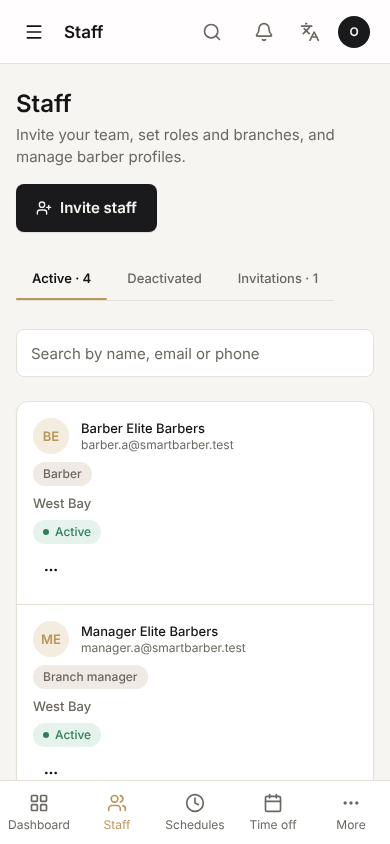 Staff
O
Staff
Invite your team, set roles and branches, and
manage barber profiles.
Invite staff
Active · 4
Deactivated
Invitations · 1
Search by name, email or phone
BE
Barber Elite Barbers
barber.a@smartbarber.test
Barber
West Bay
Active
...
ME
Manager Elite Barbers
manager.a@smartbarber.test
Branch manager
West Bay
Active
...
Dashboard
Staff
Schedules
Time off
More